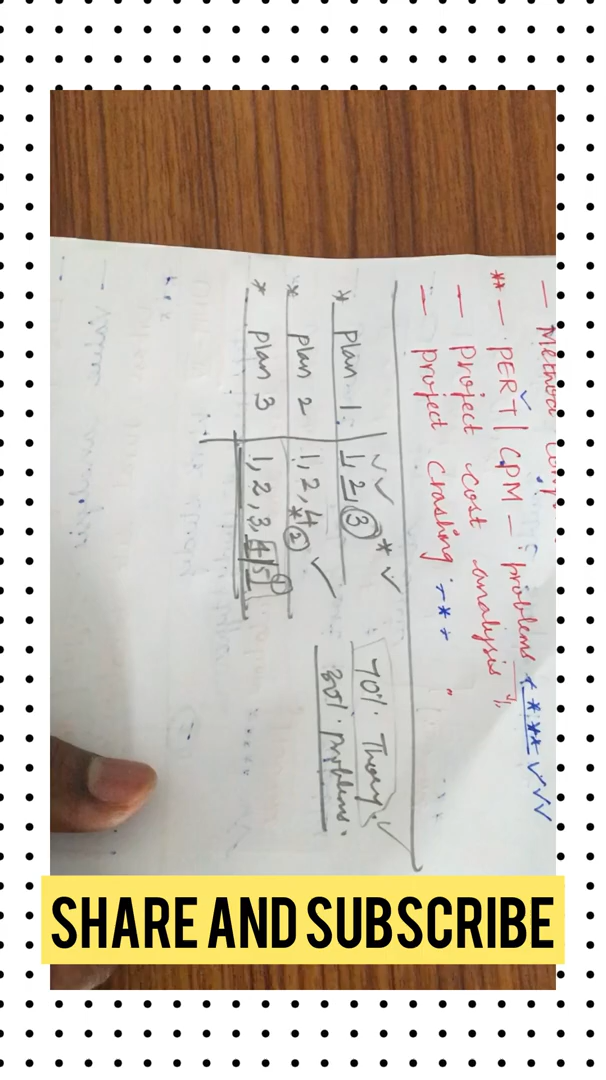 — Method
** — PERT / CPM — problems ***
— project cost analysis
— project crashing
* plan 1 1, 2, 3
* plan 2 1, 2, 4 * 2
* plan 3 1, 2, 3, 4, 5
70% Theory
30% problems.
SHARE AND SUBSCRIBE